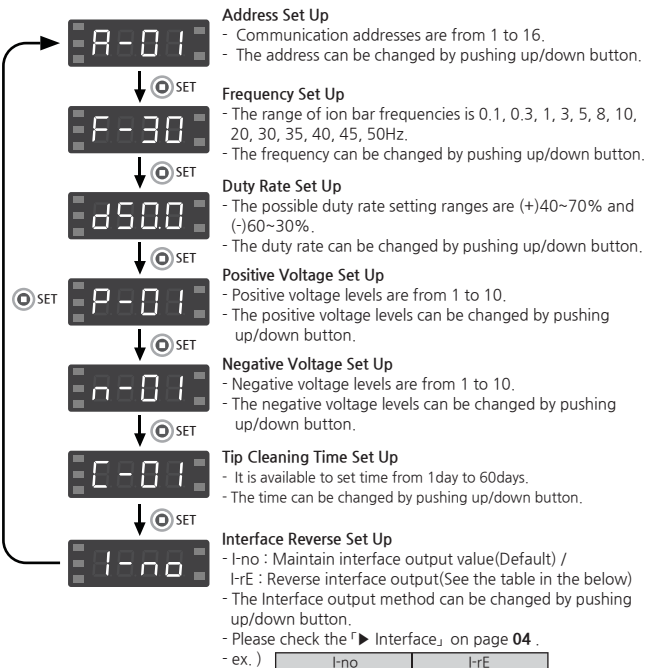 Address Set Up
A-01
- Communication addresses are from 1 to 16.
- The address can be changed by pushing up/down button.
SET
Frequency Set Up
F-30
- The range of ion bar frequencies is 0.1, 0.3, 1, 3, 5, 8, 10,
20, 30, 35, 40, 45, 50Hz.
- The frequency can be changed by pushing up/down button.
SET
Duty Rate Set Up
d50.0
- The possible duty rate setting ranges are (+)40~70% and
(-)60~30%.
- The duty rate can be changed by pushing up/down button.
SET
Positive Voltage Set Up
SET
P-01
- Positive voltage levels are from 1 to 10.
- The positive voltage levels can be changed by pushing
up/down button.
SET
Negative Voltage Set Up
n-01
- Negative voltage levels are from 1 to 10.
- The negative voltage levels can be changed by pushing
up/down button.
SET
Tip Cleaning Time Set Up
C-01
- It is available to set time from 1day to 60days.
- The time can be changed by pushing up/down button.
SET
Interface Reverse Set Up
I-no
- I-no : Maintain interface output value(Default) /
I-rE : Reverse interface output(See the table in the below)
- The Interface output method can be changed by pushing
up/down button.
- Please check the「▶ Interface」on page 04 .
- ex. ) I-no I-rE